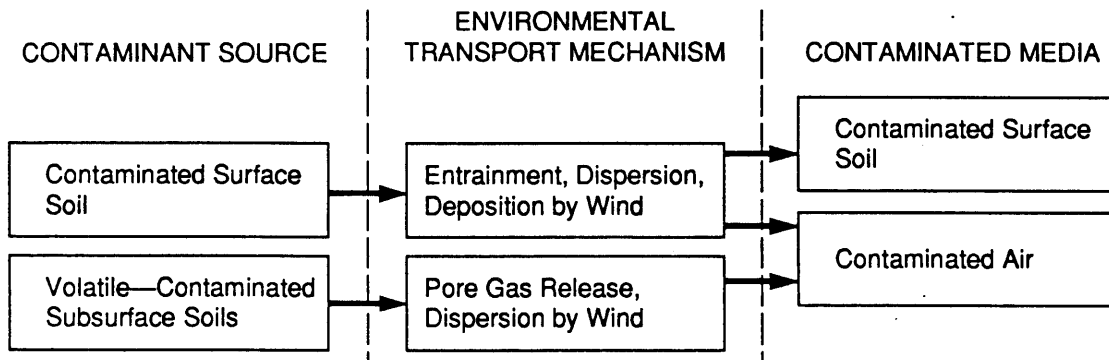 CONTAMINANT SOURCE
ENVIRONMENTAL
TRANSPORT MECHANISM
CONTAMINATED MEDIA
Contaminated Surface
Soil
Entrainment, Dispersion,
Deposition by Wind
Contaminated Surface
Soil
Volatile—Contaminated
Subsurface Soils
Pore Gas Release,
Dispersion by Wind
Contaminated Air